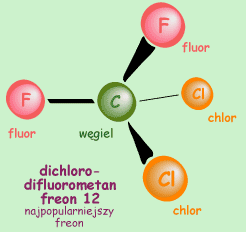 F
fluor
Cl
chlor
F
fluor
C
węgiel
Cl
chlor
dichloro-
difluorometan
freon 12
najpopularniejszy
freon